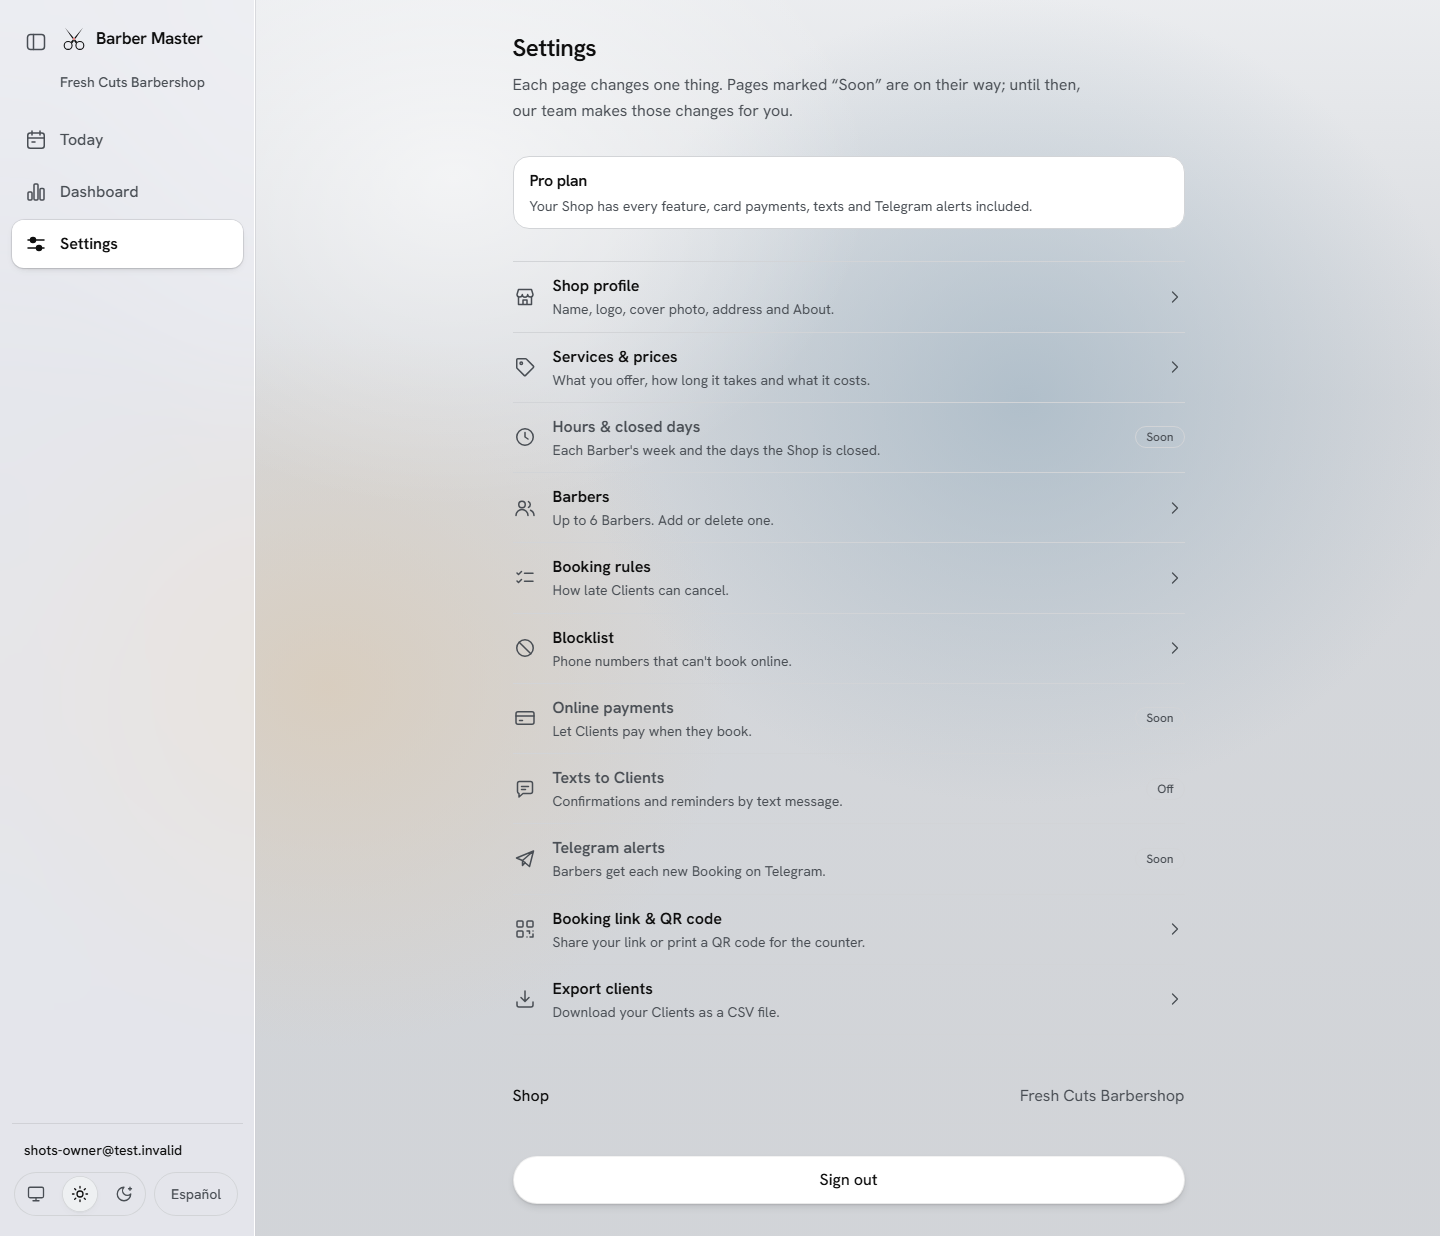 Barber Master
Fresh Cuts Barbershop
Today
Dashboard
Settings
shots-owner@test.invalid
Español
Settings
Each page changes one thing. Pages marked “Soon” are on their way; until then,
our team makes those changes for you.
Pro plan
Your Shop has every feature, card payments, texts and Telegram alerts included.
Shop profile
Name, logo, cover photo, address and About.
Services & prices
What you offer, how long it takes and what it costs.
Hours & closed days
Each Barber's week and the days the Shop is closed.
Soon
Barbers
Up to 6 Barbers. Add or delete one.
Booking rules
How late Clients can cancel.
Blocklist
Phone numbers that can't book online.
Online payments
Let Clients pay when they book.
Soon
Texts to Clients
Confirmations and reminders by text message.
Off
Telegram alerts
Barbers get each new Booking on Telegram.
Soon
Booking link & QR code
Share your link or print a QR code for the counter.
Export clients
Download your Clients as a CSV file.
Shop
Fresh Cuts Barbershop
Sign out